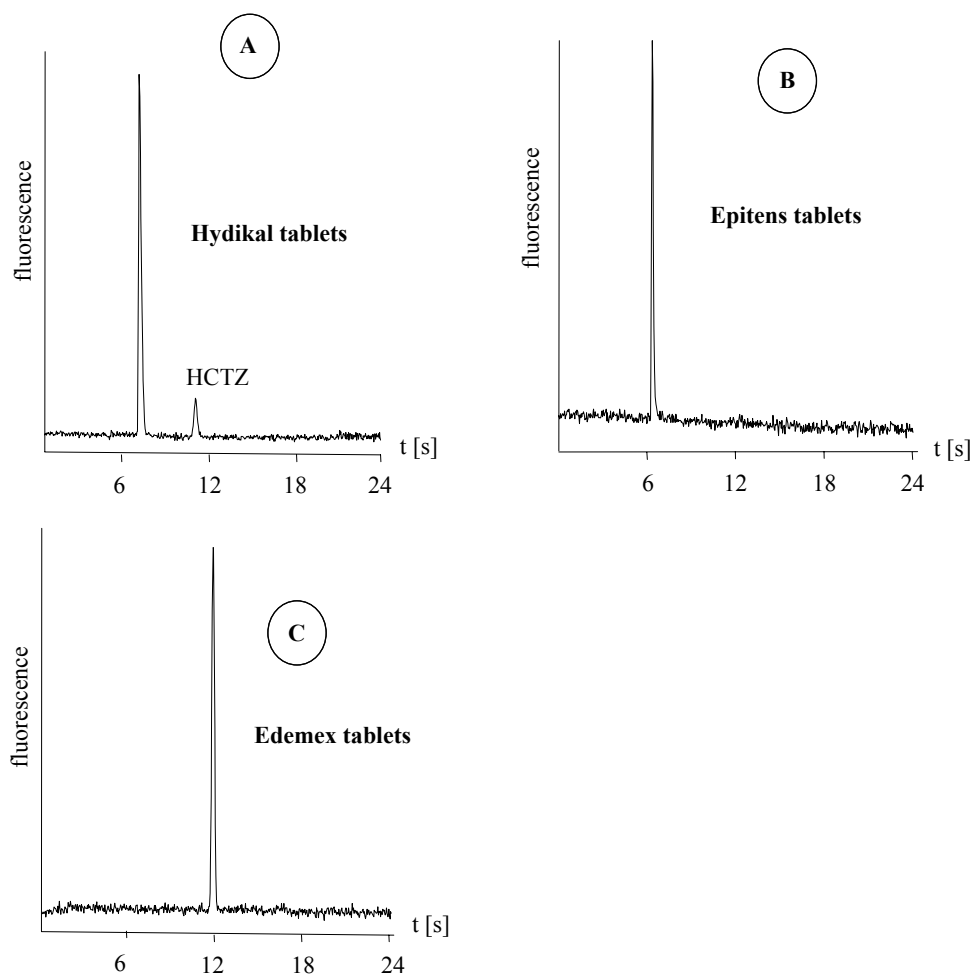 A
fluorescence
Hydikal tablets
HCTZ
t [s]
6 12 18 24
B
fluorescence
Epitens tablets
t [s]
6 12 18 24
C
fluorescence
Edemex tablets
t [s]
6 12 18 24